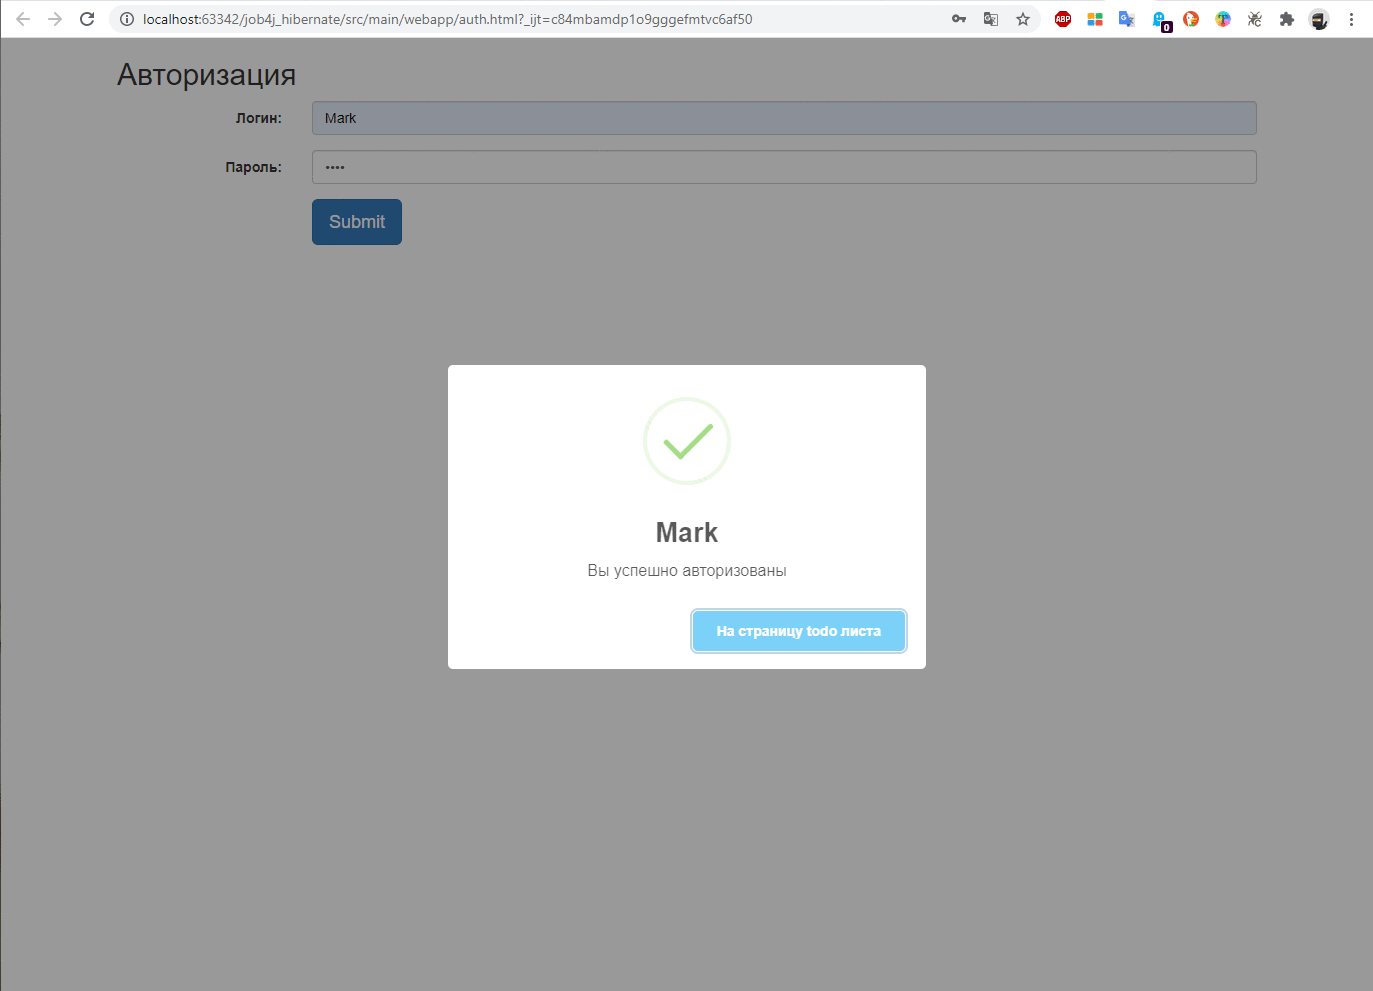 localhost:63342/job4j_hibernate/src/main/webapp/auth.html?_ijt=c84mbamdp1o9gggefmtvc6af50
ABP
0
Авторизация
Логин: Mark
Пароль: ••••
Submit
Mark
Вы успешно авторизованы
На страницу todo листа